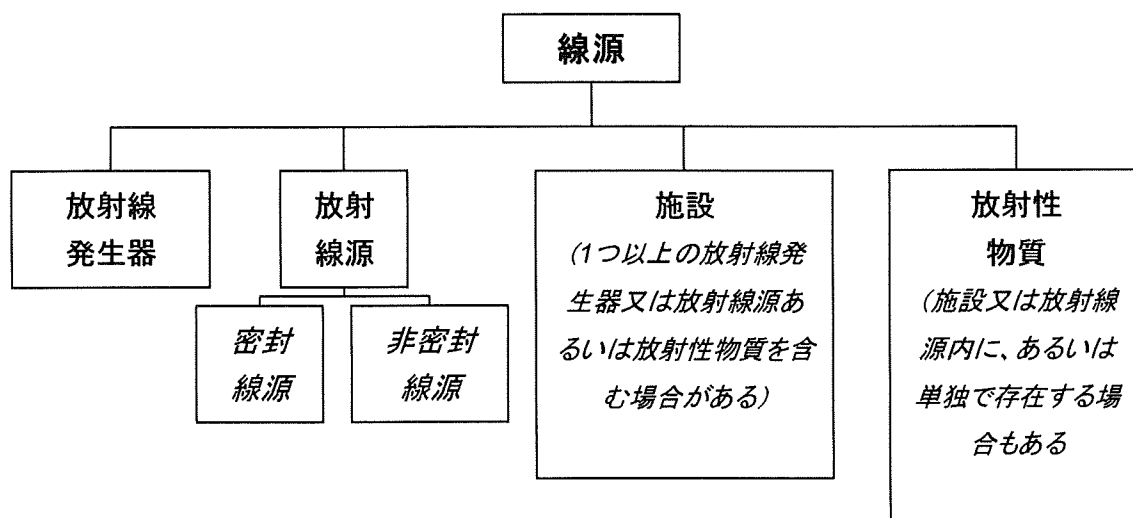 線源
放射線
発生器
放射
線源
密封
線源
非密封
線源
施設
(1つ以上の放射線発
生器又は放射線源あ
るいは放射性物質を含
む場合がある)
放射性
物質
(施設又は放射線
源内に、あるいは
単独で存在する場
合もある